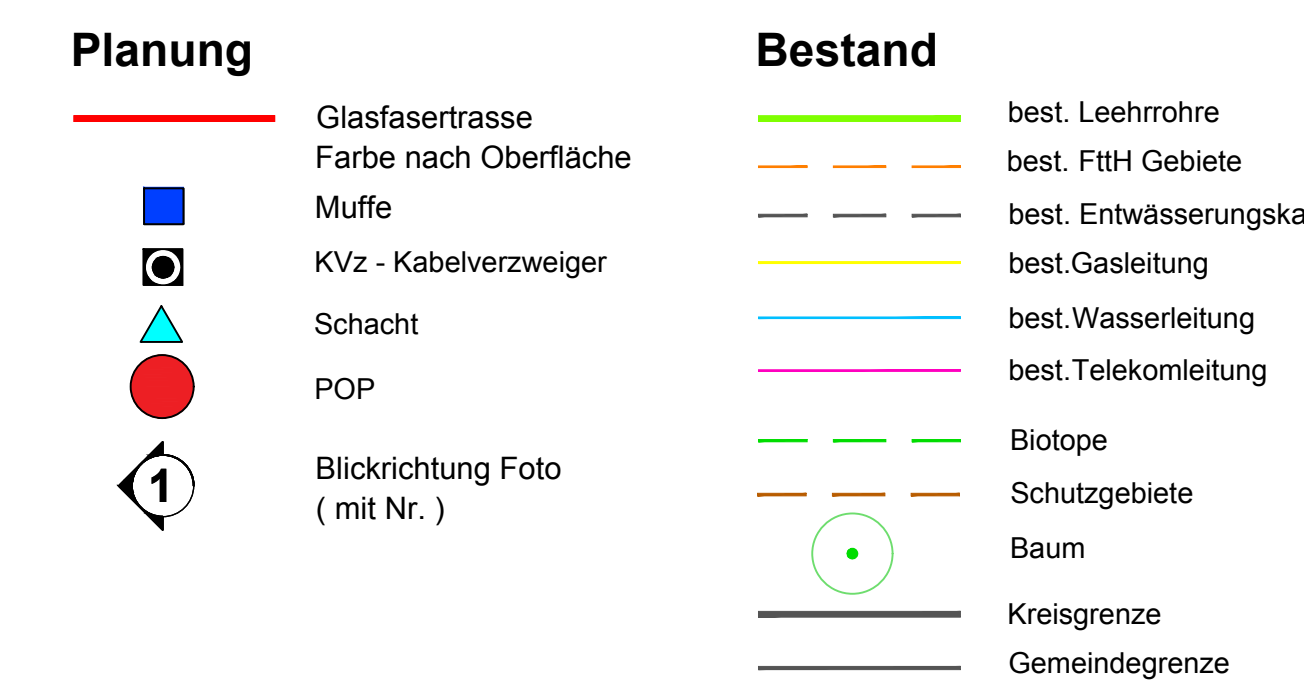 Planung
Glasfasertrasse
Farbe nach Oberfläche
Muffe
KVz - Kabelverzweiger
Schacht
POP
1
Blickrichtung Foto
( mit Nr. )
Bestand
best. Leehrrohre
best. FttH Gebiete
best. Entwässerungska
best.Gasleitung
best.Wasserleitung
best.Telekomleitung
Biotope
Schutzgebiete
Baum
Kreisgrenze
Gemeindegrenze